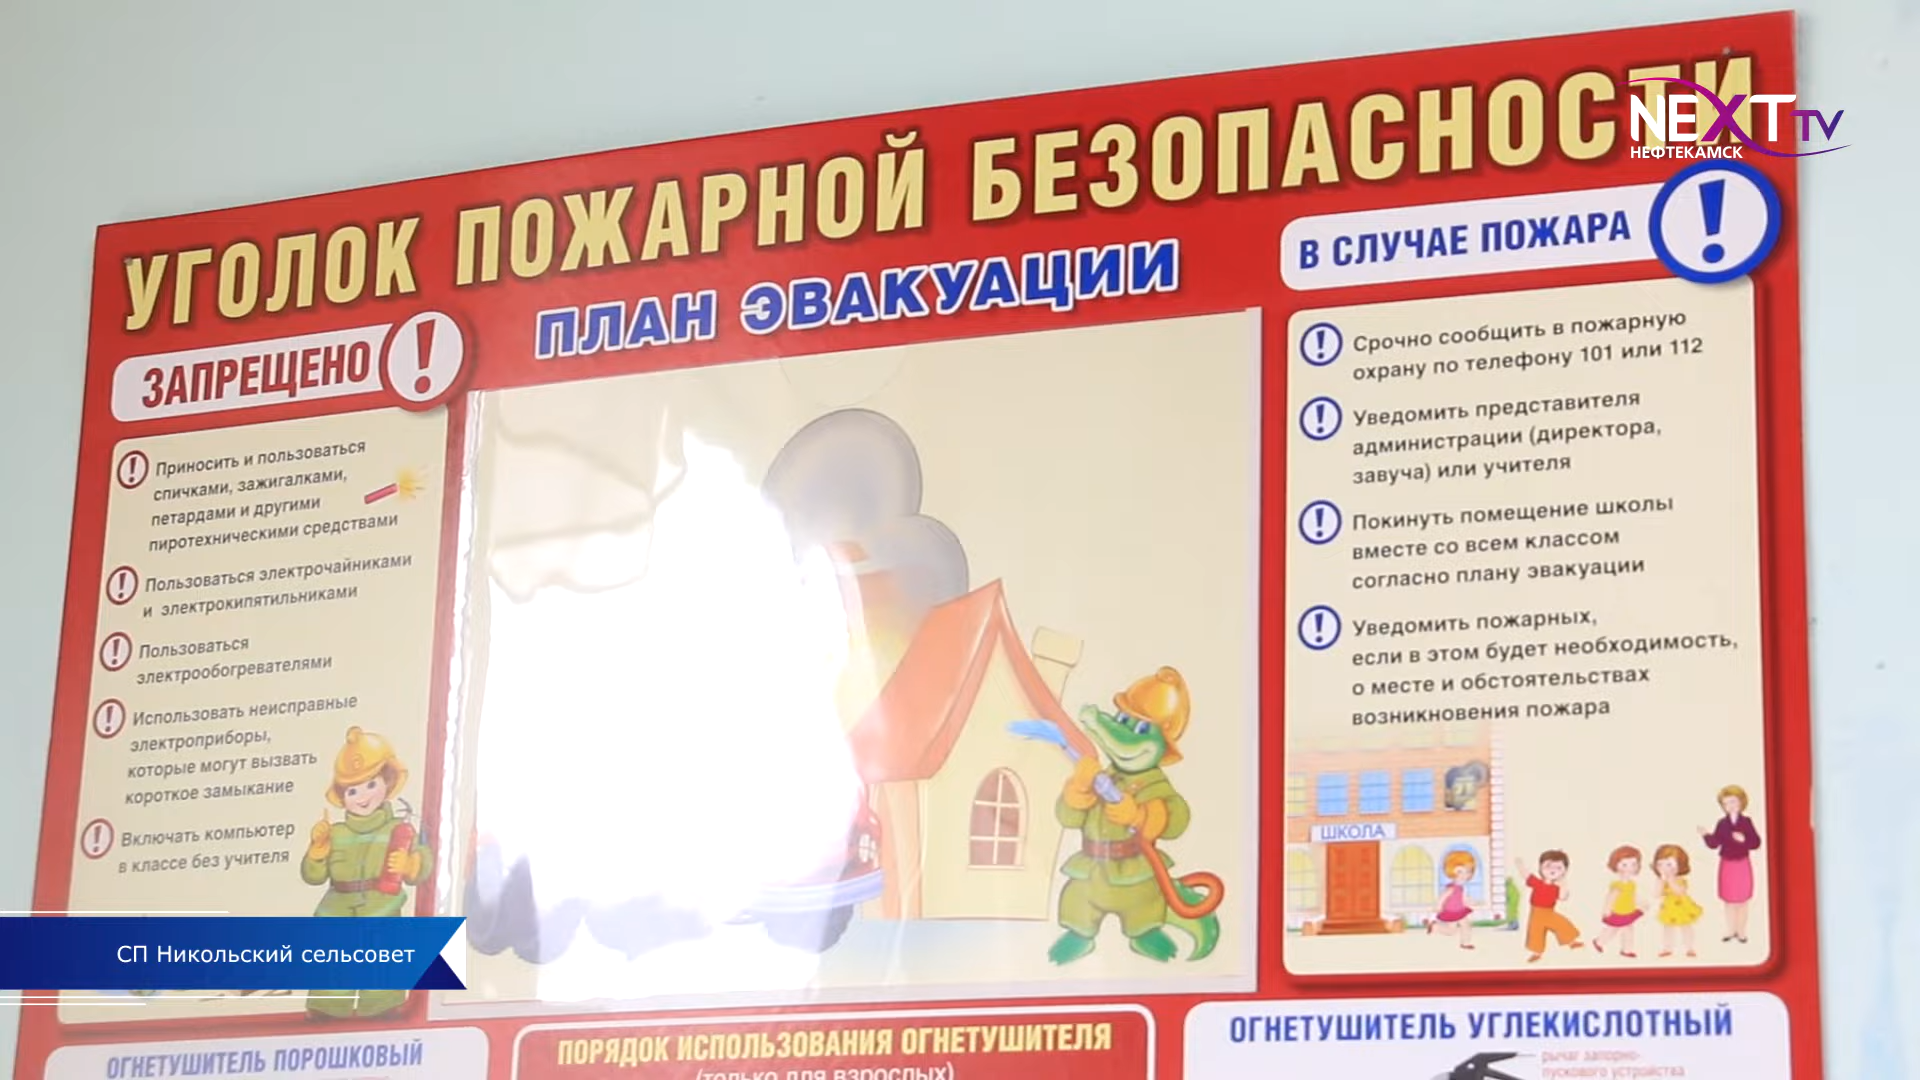 NEXT TV
НЕФТЕКАМСК
УГОЛОК ПОЖАРНОЙ БЕЗОПАСНОСТИ
ПЛАН ЭВАКУАЦИИ
ЗАПРЕЩЕНО
Приносить и пользоваться
спичками, зажигалками,
петардами и другими
пиротехническими средствами
Пользоваться электрочайниками
и электрокипятильниками
Пользоваться
электрообогревателями
Использовать неисправные
электроприборы,
которые могут вызвать
короткое замыкание
Включать компьютер
в классе без учителя
В СЛУЧАЕ ПОЖАРА
Срочно сообщить в пожарную
охрану по телефону 101 или 112
Уведомить представителя
администрации (директора,
завуча) или учителя
Покинуть помещение школы
вместе со всем классом
согласно плану эвакуации
Уведомить пожарных,
если в этом будет необходимость,
о месте и обстоятельствах
возникновения пожара
ШКОЛА
СП Никольский сельсовет
ОГНЕТУШИТЕЛЬ ПОРОШКОВЫЙ
ПОРЯДОК ИСПОЛЬЗОВАНИЯ ОГНЕТУШИТЕЛЯ
(только для взрослых)
ОГНЕТУШИТЕЛЬ УГЛЕКИСЛОТНЫЙ
рычаг запорно-
пускового устройства